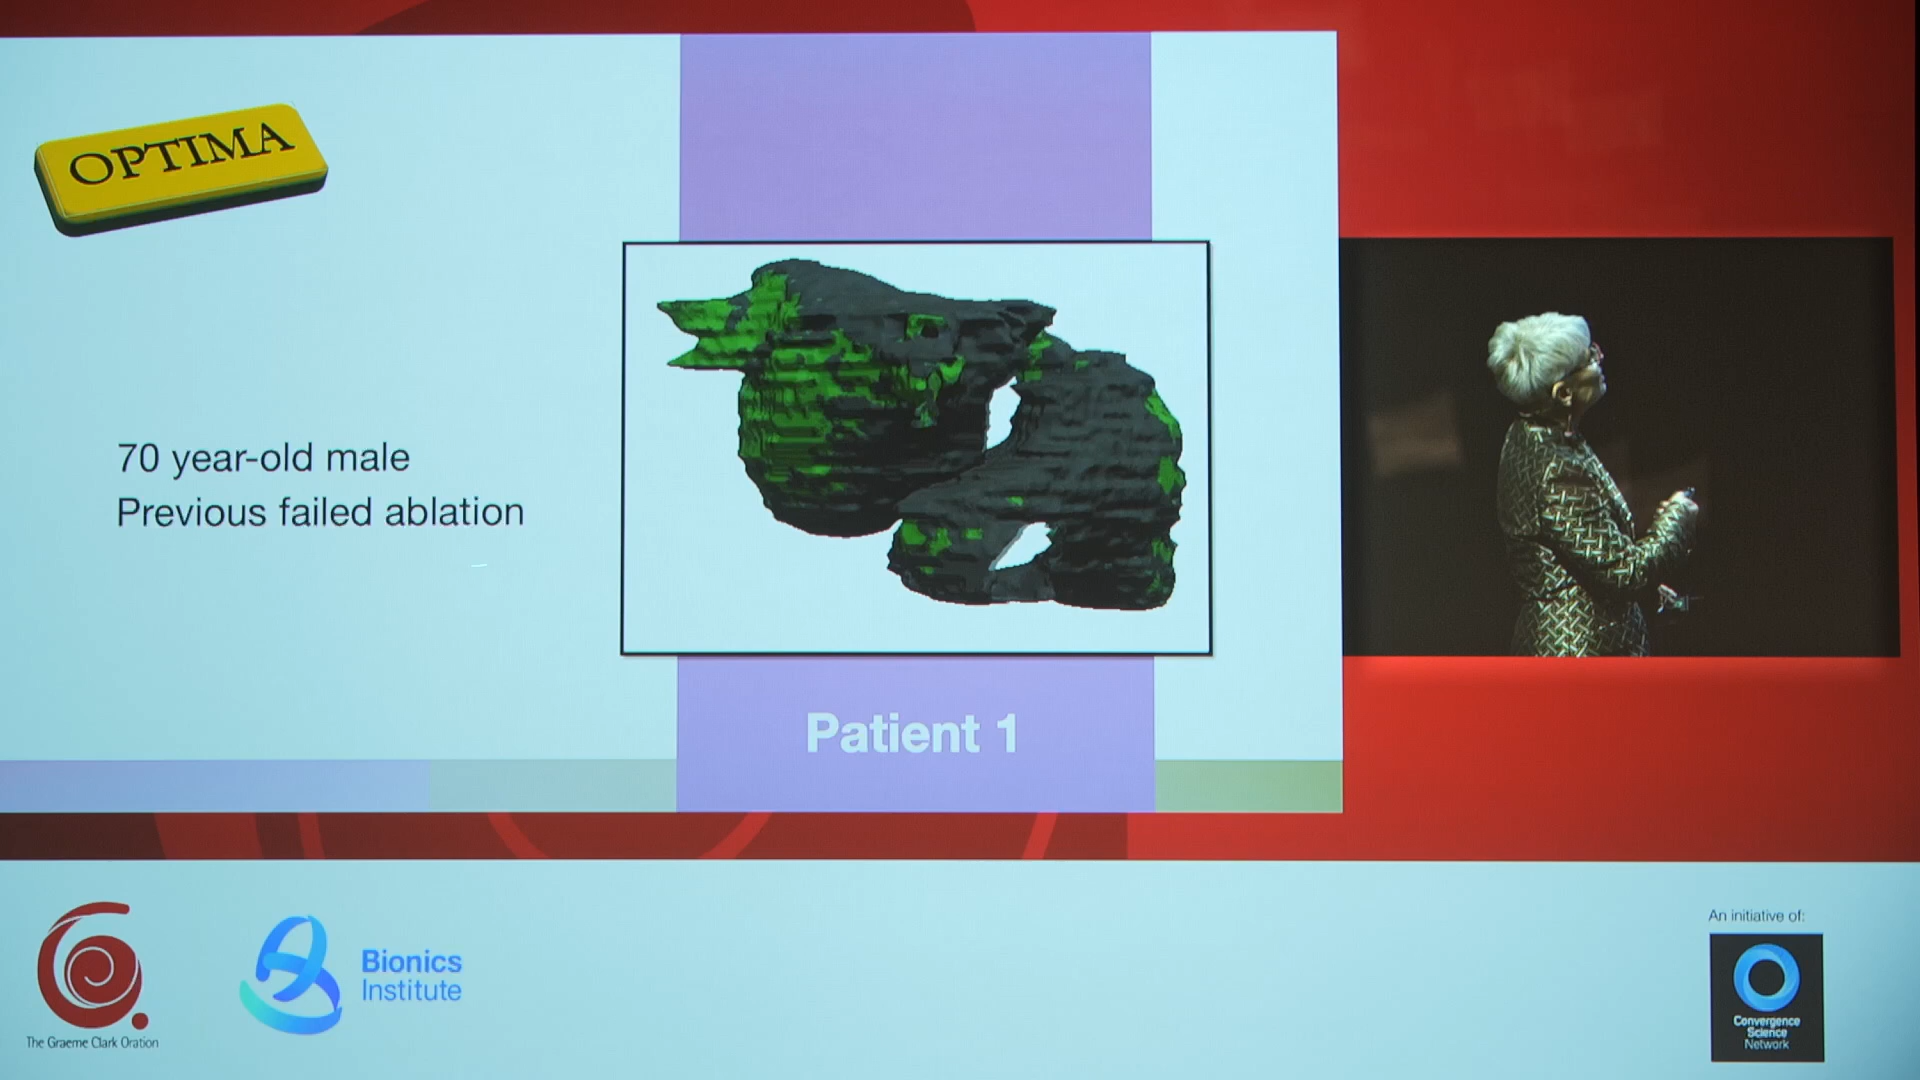 OPTIMA
70 year-old male
Previous failed ablation
Patient 1
The Graeme Clark Oration
Bionics
Institute
An initiative of:
Convergence
Science
Network